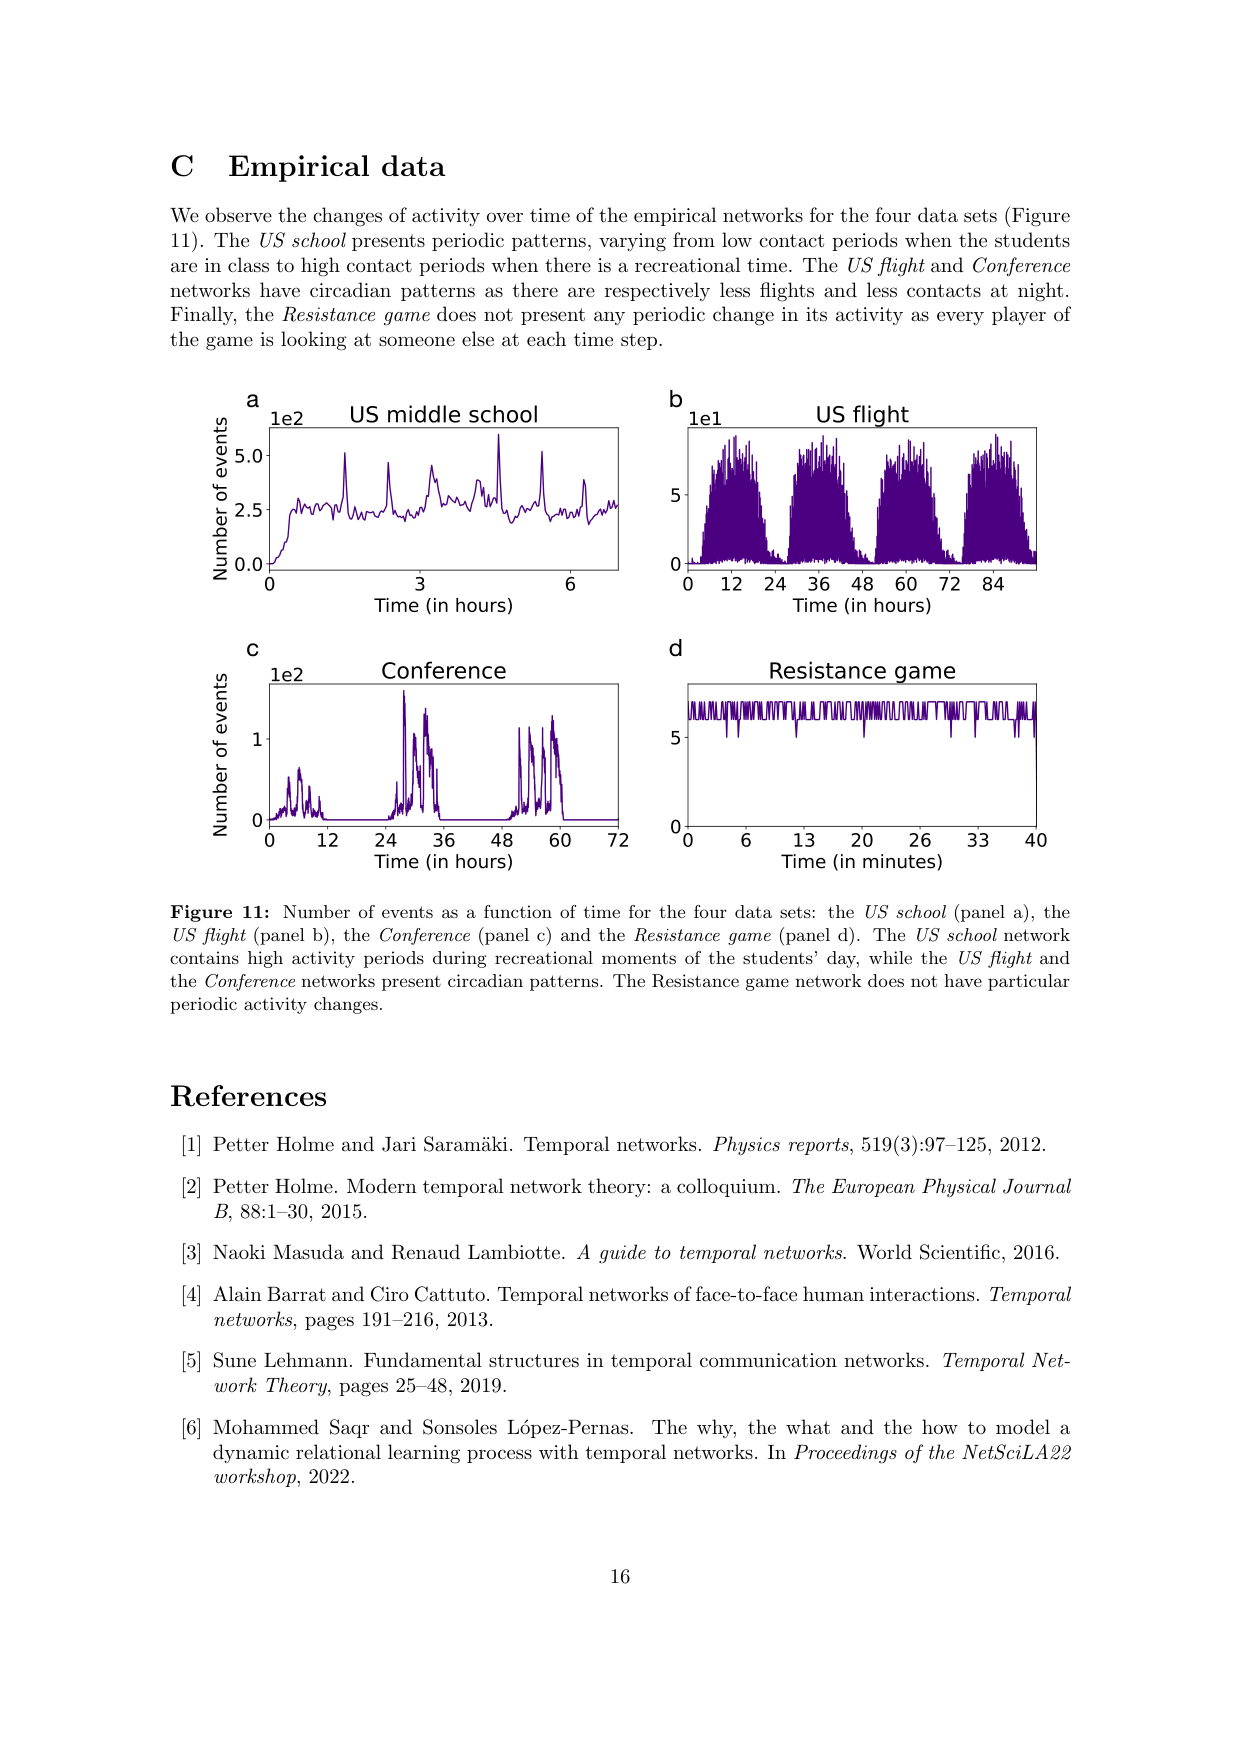 C Empirical data
We observe the changes of activity over time of the empirical networks for the four data sets (Figure
11). The US school presents periodic patterns, varying from low contact periods when the students
are in class to high contact periods when there is a recreational time. The US flight and Conference
networks have circadian patterns as there are respectively less flights and less contacts at night.
Finally, the Resistance game does not present any periodic change in its activity as every player of
the game is looking at someone else at each time step.
a
1e2 US middle school
Number of events
5.0
2.5
0.0
0 3 6
Time (in hours)
b
1e1 US flight
5
0
0 12 24 36 48 60 72 84
Time (in hours)
c
1e2 Conference
Number of events
1
0
0 12 24 36 48 60 72
Time (in hours)
d
Resistance game
5
0
0 6 13 20 26 33 40
Time (in minutes)
Figure 11: Number of events as a function of time for the four data sets: the US school (panel a), the
US flight (panel b), the Conference (panel c) and the Resistance game (panel d). The US school network
contains high activity periods during recreational moments of the students' day, while the US flight and
the Conference networks present circadian patterns. The Resistance game network does not have particular
periodic activity changes.
References
[1] Petter Holme and Jari Saramäki. Temporal networks. Physics reports, 519(3):97–125, 2012.
[2] Petter Holme. Modern temporal network theory: a colloquium. The European Physical Journal
B, 88:1–30, 2015.
[3] Naoki Masuda and Renaud Lambiotte. A guide to temporal networks. World Scientific, 2016.
[4] Alain Barrat and Ciro Cattuto. Temporal networks of face-to-face human interactions. Temporal
networks, pages 191–216, 2013.
[5] Sune Lehmann. Fundamental structures in temporal communication networks. Temporal Net-
work Theory, pages 25–48, 2019.
[6] Mohammed Saqr and Sonsoles López-Pernas. The why, the what and the how to model a
dynamic relational learning process with temporal networks. In Proceedings of the NetSciLA22
workshop, 2022.
16